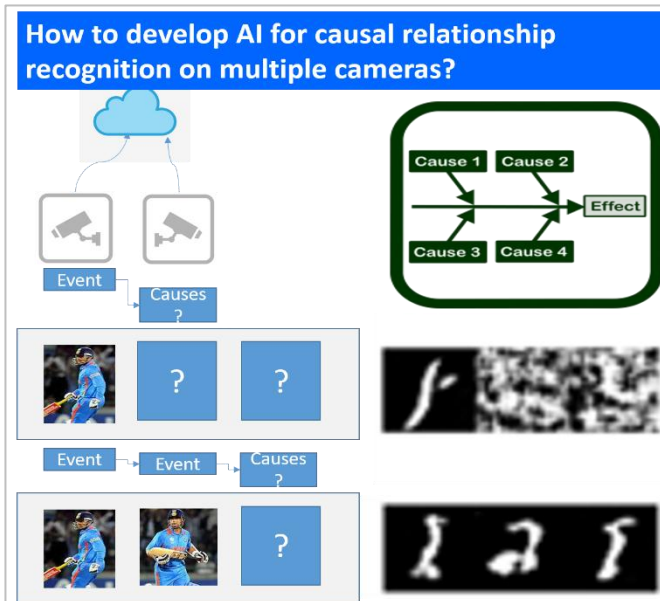 How to develop AI for causal relationship
recognition on multiple cameras?
Cause 1
Cause 2
Effect
Cause 3
Cause 4
Event
Causes
?
?
?
Event
Event
Causes
?
?